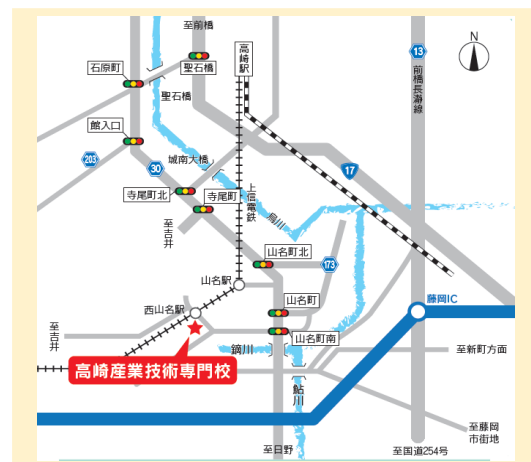 至前橋
石原町
聖石橋
高崎駅
13
N
前橋長瀞線
聖石橋
館入口
203
30
城南大橋
17
寺尾町北
寺尾町
上信電鉄
烏川
至吉井
山名町北
173
山名駅
西山名駅
山名町
藤岡IC
至吉井
山名町南
鏑川
至新町方面
高崎産業技術専門校
鮎川
至藤岡
市街地
至日野
至国道254号